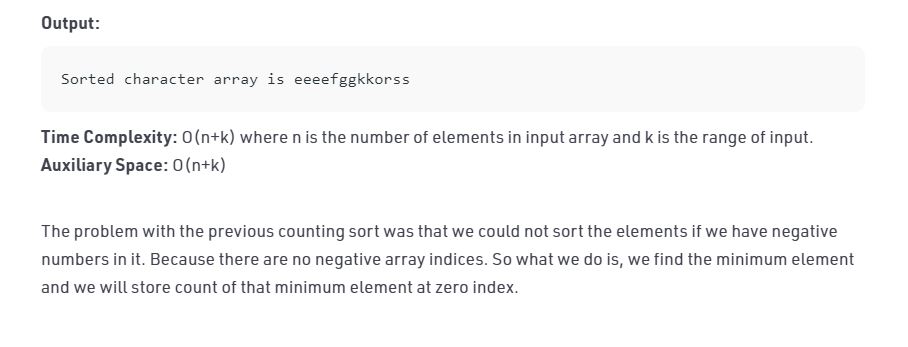 Output:
Sorted character array is eeeefggkkorss
Time Complexity: O(n+k) where n is the number of elements in input array and k is the range of input.
Auxiliary Space: O(n+k)
The problem with the previous counting sort was that we could not sort the elements if we have negative
numbers in it. Because there are no negative array indices. So what we do is, we find the minimum element
and we will store count of that minimum element at zero index.